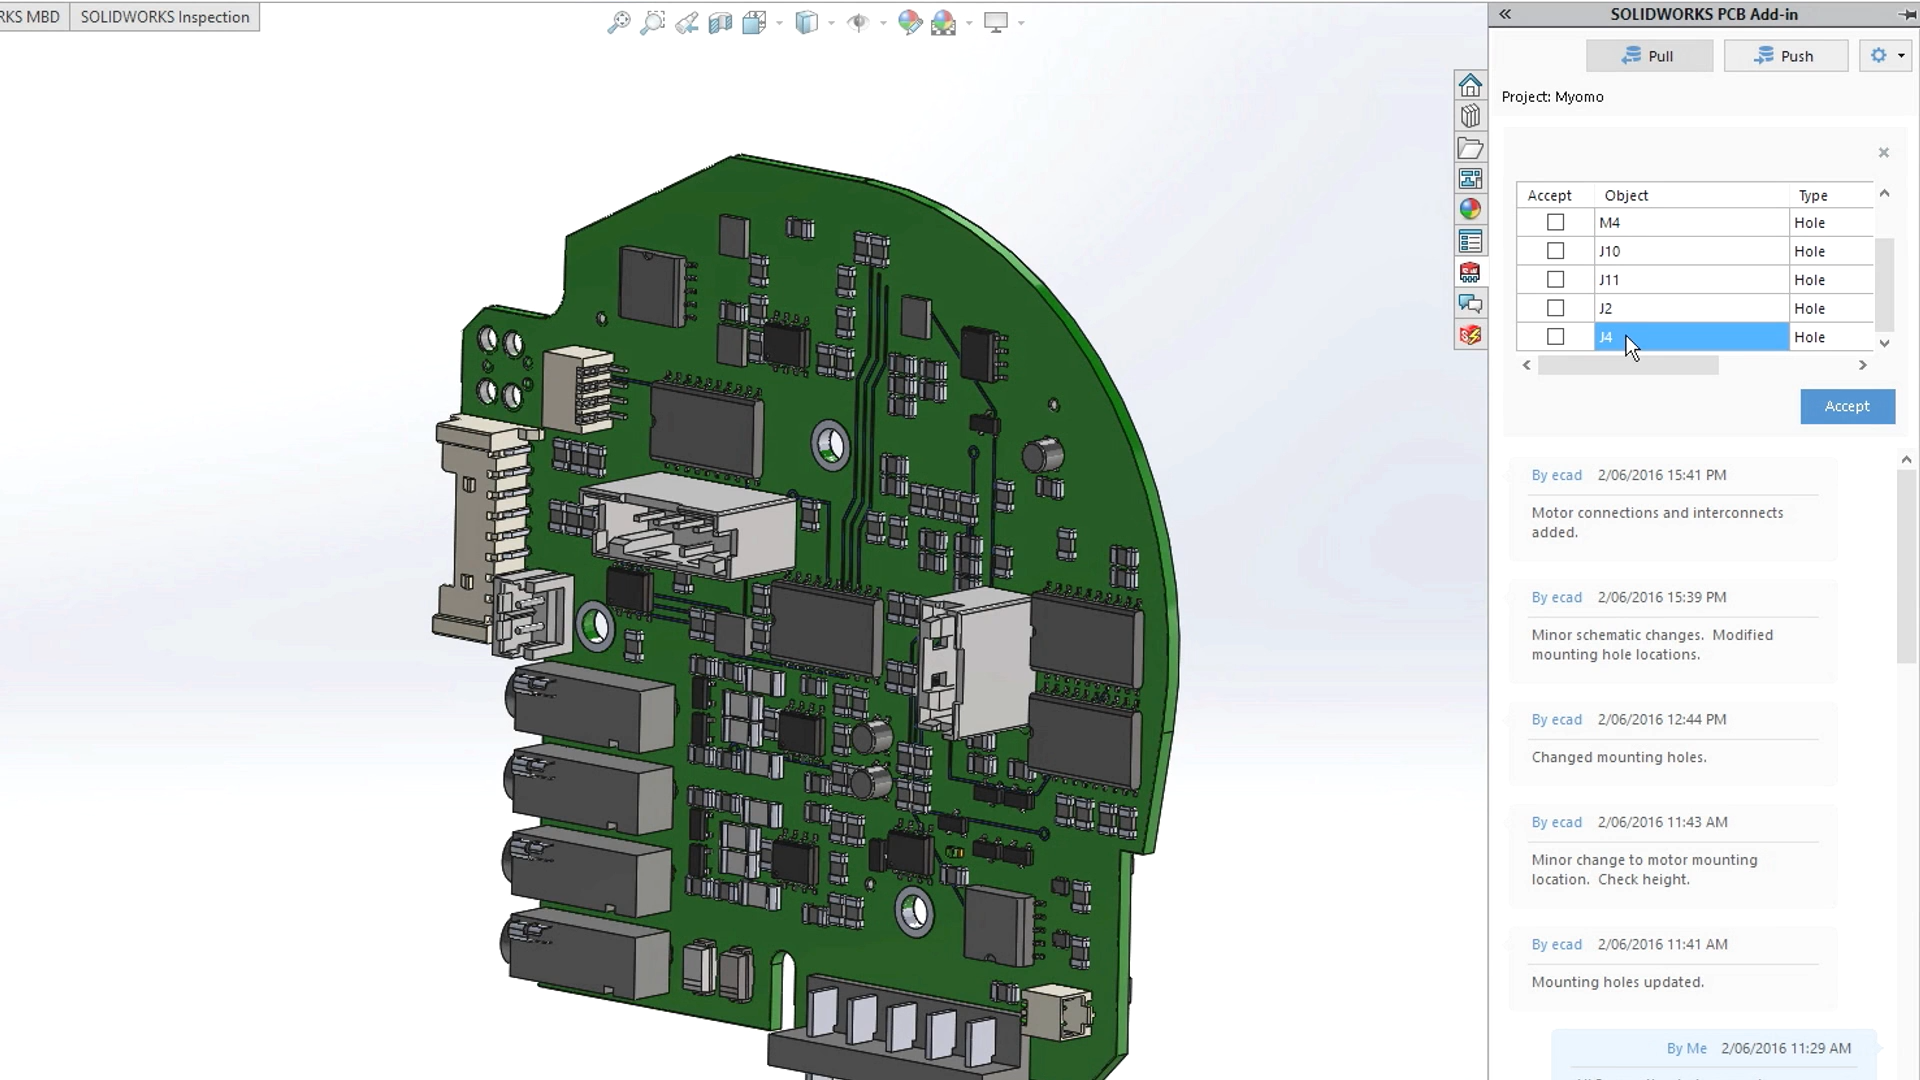 RKS MBD
SOLIDWORKS Inspection
SOLIDWORKS PCB Add-in
Pull
Push
Project: Myomo
Accept Object Type
M4 Hole
J10 Hole
J11 Hole
J2 Hole
J4 Hole
Accept
By ecad 2/06/2016 15:41 PM
Motor connections and interconnects
added.
By ecad 2/06/2016 15:39 PM
Minor schematic changes. Modified
mounting hole locations.
By ecad 2/06/2016 12:44 PM
Changed mounting holes.
By ecad 2/06/2016 11:43 AM
Minor change to motor mounting
location. Check height.
By ecad 2/06/2016 11:41 AM
Mounting holes updated.
By Me 2/06/2016 11:29 AM